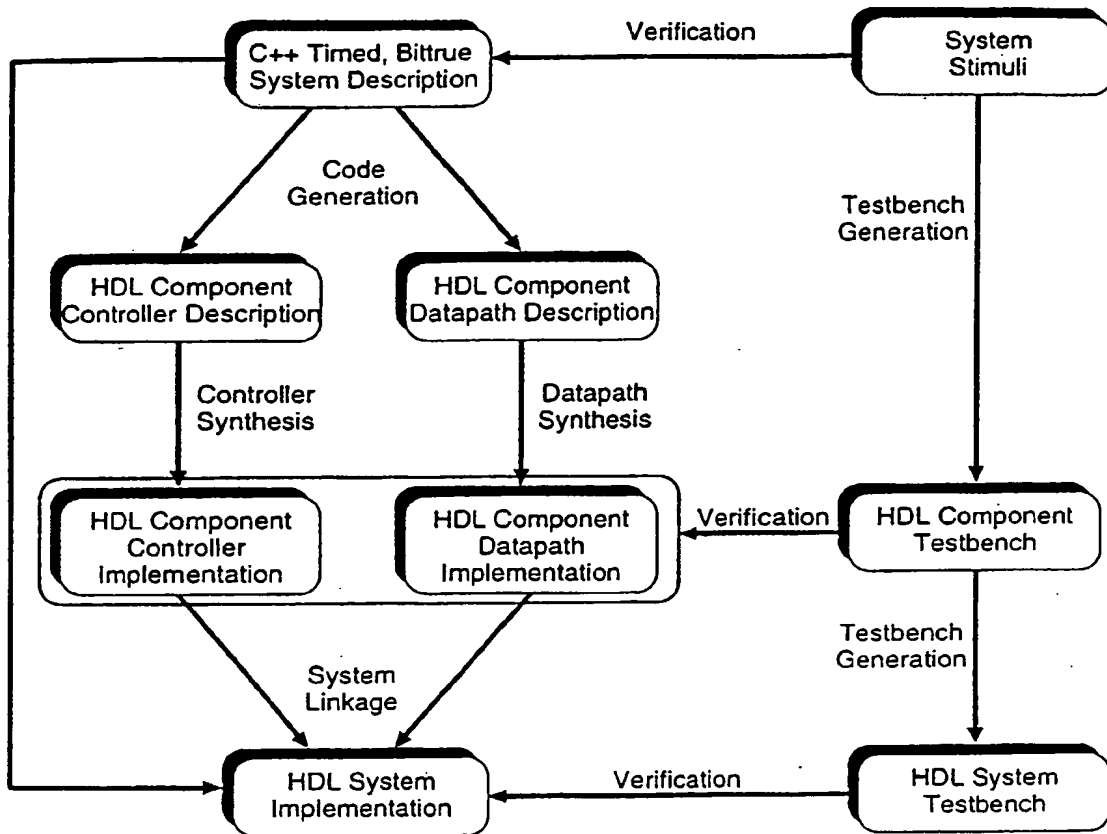 C++ Timed, Bittrue
System Description
Verification
System
Stimuli
Code
Generation
Testbench
Generation
HDL Component
Controller Description
HDL Component
Datapath Description
Controller
Synthesis
Datapath
Synthesis
HDL Component
Controller
Implementation
HDL Component
Datapath
Implementation
Verification
HDL Component
Testbench
System
Linkage
Testbench
Generation
HDL System
Implementation
Verification
HDL System
Testbench